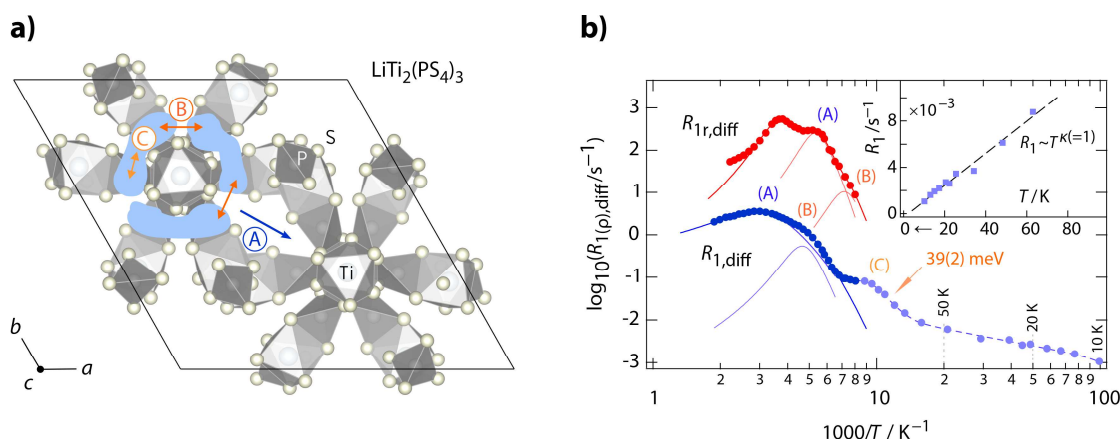 a)
LiTi₂(PS₄)₃
B
C
S
P
A
Ti
b
a
c
b)
log₁₀(R₁₍ρ₎,diff/s⁻¹)
3
2
1
0
-1
-2
-3
R₁r,diff
(A)
(B)
(A)
(B)
R₁,diff
(C)
39(2) meV
50 K
20 K
10 K
R₁/s⁻¹
×10⁻³
8
4
0
R₁~T^κ(=1)
T/K
←
0 20 40 60 80
2 3 4 5 6 7 8 9 2 3 4 5 6 7 8 9
1 10 100
1000/T / K⁻¹